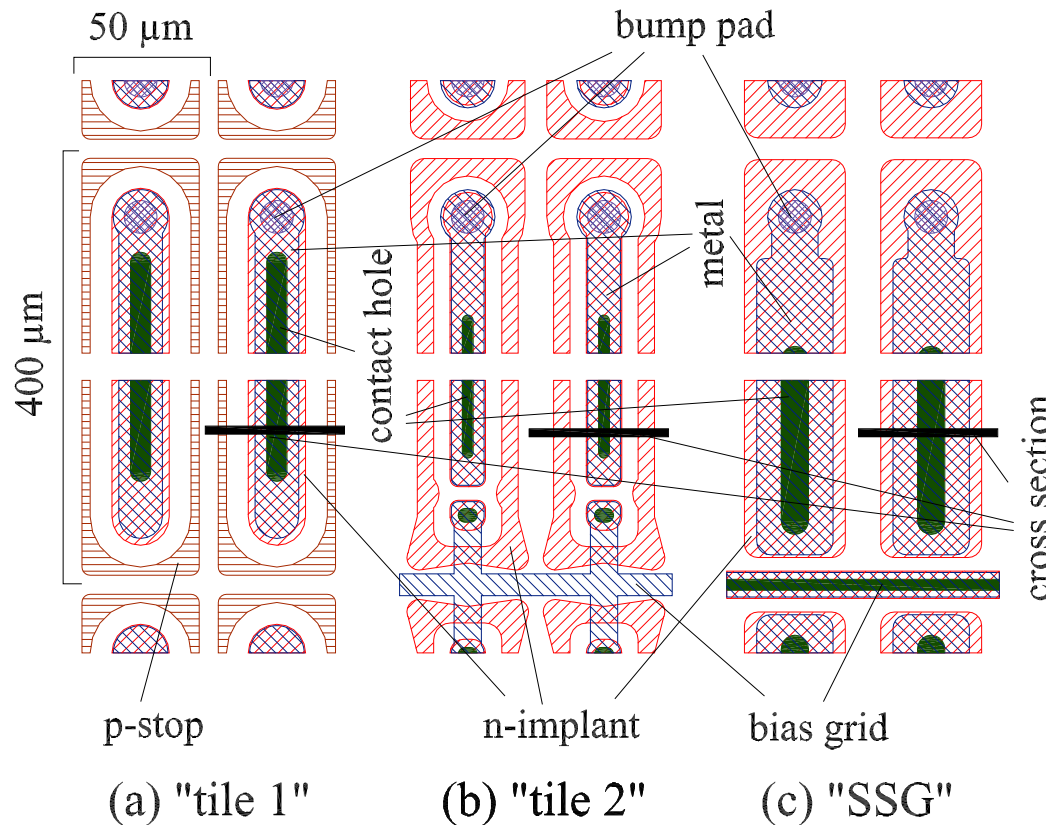 50 µm
bump pad
400 µm
contact hole
metal
cross section
p-stop
n-implant
bias grid
(a) "tile 1"
(b) "tile 2"
(c) "SSG"